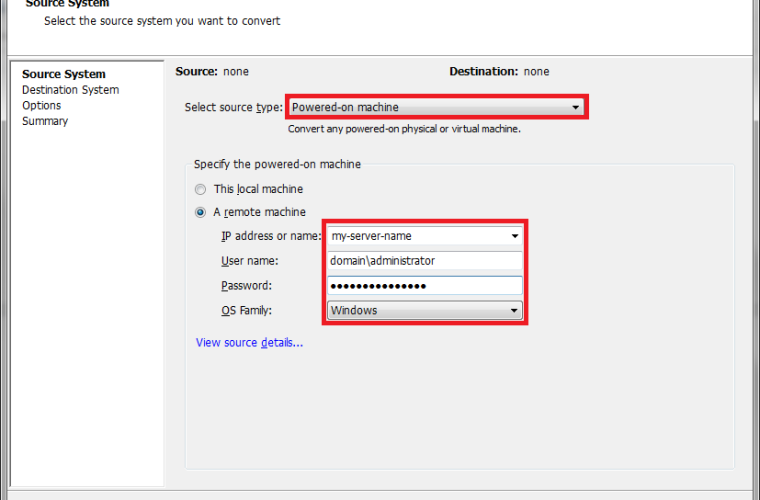 Source System
Select the source system you want to convert
Source System
Destination System
Options
Summary
Source: none Destination: none
Select source type: Powered-on machine
Convert any powered-on physical or virtual machine.
Specify the powered-on machine
This local machine
A remote machine
IP address or name: my-server-name
User name: domain\administrator
Password: ●●●●●●●●●●●●●●●
OS Family: Windows
View source details...